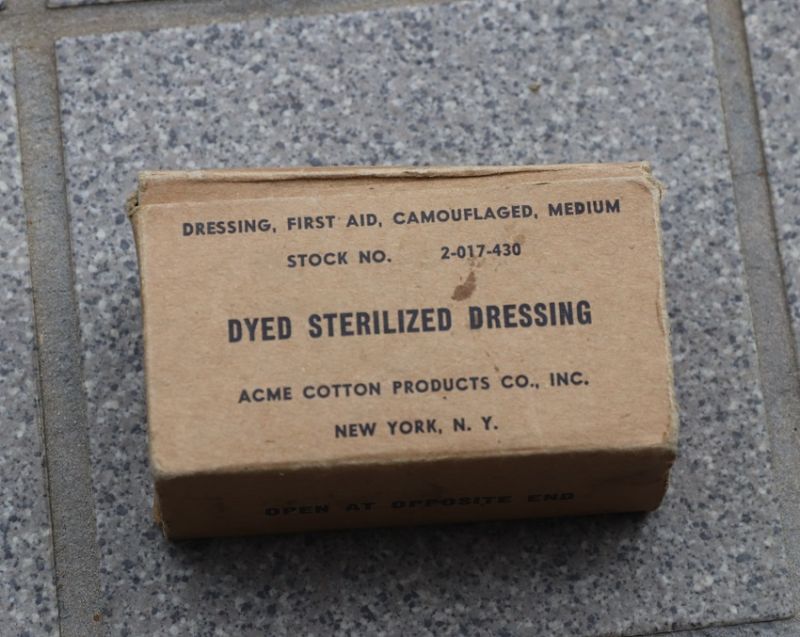 DRESSING, FIRST AID, CAMOUFLAGED, MEDIUM
STOCK NO. 2-017-430
DYED STERILIZED DRESSING
ACME COTTON PRODUCTS CO., INC.
NEW YORK, N. Y.
OPEN AT OPPOSITE END